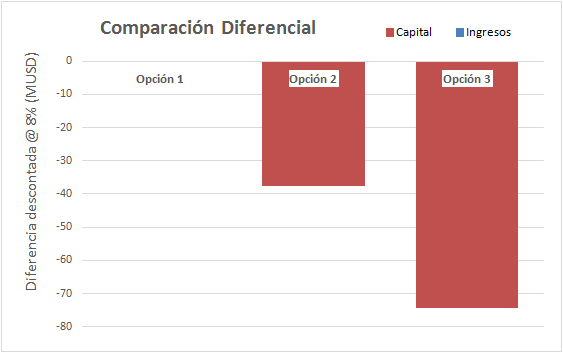 Comparación Diferencial
Capital
Ingresos
Diferencia descontada @ 8% (MUSD)
0
-10
-20
-30
-40
-50
-60
-70
-80
Opción 1
Opción 2
Opción 3